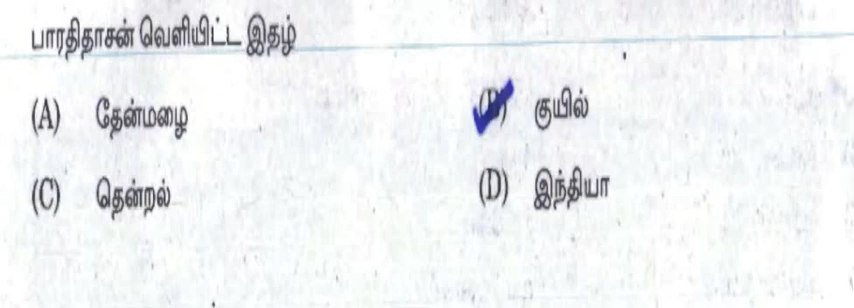 பாரதிதாசன் வெளியிட்ட இதழ்
(A) தேன்மழை (B) குயில்
(C) தென்றல் (D) இந்தியா